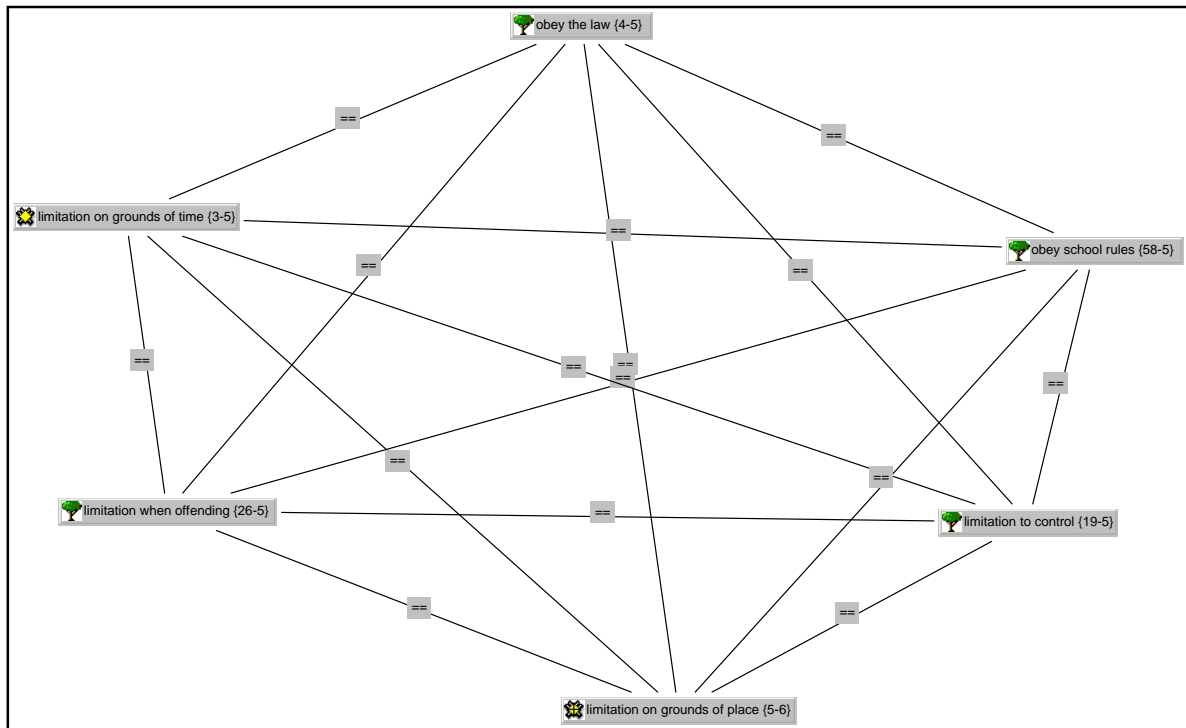 obey the law {4-5}
==
==
limitation on grounds of time {3-5}
==
obey school rules {58-5}
==
==
==
==
==
==
==
==
==
limitation when offending {26-5}
==
limitation to control {19-5}
==
==
limitation on grounds of place {5-6}